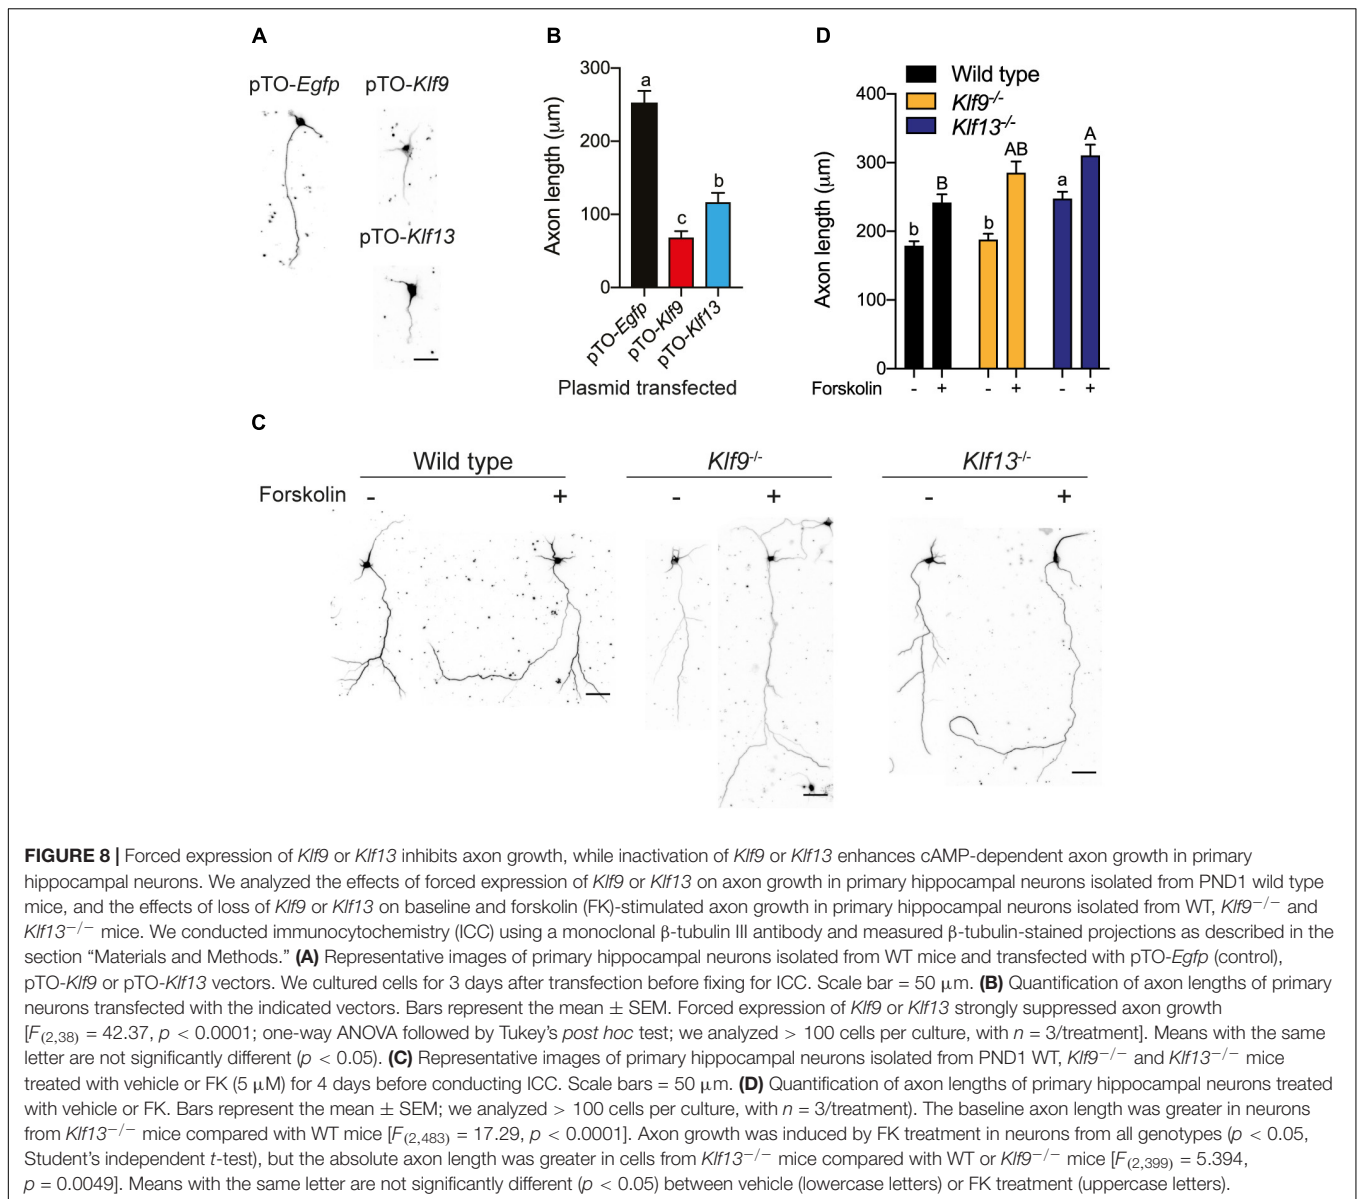 A
pTO-Egfp
pTO-Klf9
pTO-Klf13
B
300
200
100
0
Axon length (μm)
a
c
b
pTO-Egfp
pTO-Klf9
pTO-Klf13
Plasmid transfected
D
Wild type
Klf9-/-
Klf13-/-
400
300
200
100
0
Axon length (μm)
b
B
b
AB
a
A
Forskolin - + - + - +
C
Wild type
Klf9-/-
Klf13-/-
Forskolin - + - + - +
FIGURE 8 | Forced expression of Klf9 or Klf13 inhibits axon growth, while inactivation of Klf9 or Klf13 enhances cAMP-dependent axon growth in primary
hippocampal neurons. We analyzed the effects of forced expression of Klf9 or Klf13 on axon growth in primary hippocampal neurons isolated from PND1 wild type
mice, and the effects of loss of Klf9 or Klf13 on baseline and forskolin (FK)-stimulated axon growth in primary hippocampal neurons isolated from WT, Klf9−/− and
Klf13−/− mice. We conducted immunocytochemistry (ICC) using a monoclonal β-tubulin III antibody and measured β-tubulin-stained projections as described in the
section “Materials and Methods.” (A) Representative images of primary hippocampal neurons isolated from WT mice and transfected with pTO-Egfp (control),
pTO-Klf9 or pTO-Klf13 vectors. We cultured cells for 3 days after transfection before fixing for ICC. Scale bar = 50 μm. (B) Quantification of axon lengths of primary
neurons transfected with the indicated vectors. Bars represent the mean ± SEM. Forced expression of Klf9 or Klf13 strongly suppressed axon growth
[F(2,38) = 42.37, p < 0.0001; one-way ANOVA followed by Tukey’s post hoc test; we analyzed > 100 cells per culture, with n = 3/treatment]. Means with the same
letter are not significantly different (p < 0.05). (C) Representative images of primary hippocampal neurons isolated from PND1 WT, Klf9−/− and Klf13−/− mice
treated with vehicle or FK (5 μM) for 4 days before conducting ICC. Scale bars = 50 μm. (D) Quantification of axon lengths of primary hippocampal neurons treated
with vehicle or FK. Bars represent the mean ± SEM; we analyzed > 100 cells per culture, with n = 3/treatment). The baseline axon length was greater in neurons
from Klf13−/− mice compared with WT mice [F(2,483) = 17.29, p < 0.0001]. Axon growth was induced by FK treatment in neurons from all genotypes (p < 0.05,
Student’s independent t-test), but the absolute axon length was greater in cells from Klf13−/− mice compared with WT or Klf9−/− mice [F(2,399) = 5.394,
p = 0.0049]. Means with the same letter are not significantly different (p < 0.05) between vehicle (lowercase letters) or FK treatment (uppercase letters).